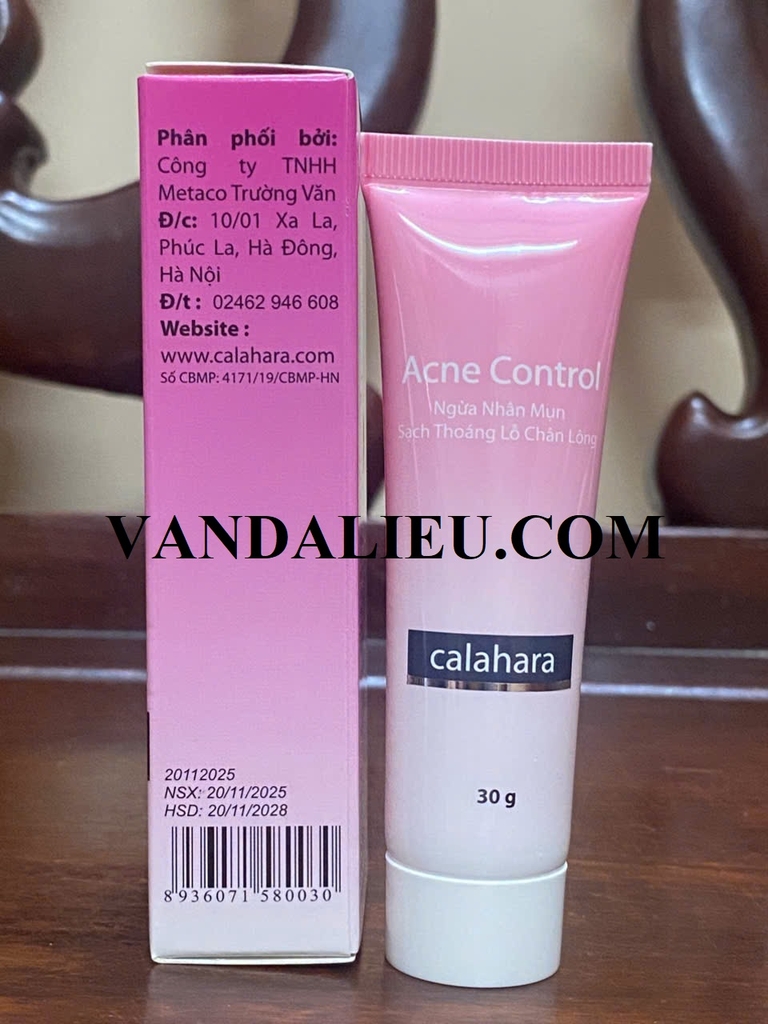 Phân phối bởi:
Công ty TNHH
Metaco Trường Văn
Đ/c: 10/01 Xa La,
Phúc La, Hà Đông,
Hà Nội
Đ/t : 02462 946 608
Website :
www.calahara.com
Số CBMP: 4171/19/CBMP-HN
Acne Control
Ngừa Nhân Mụn
Sạch Thoáng Lỗ Chân Lông
VANDALIEU.COM
calahara
30 g
20112025
NSX: 20/11/2025
HSD: 20/11/2028
8 936071 580030